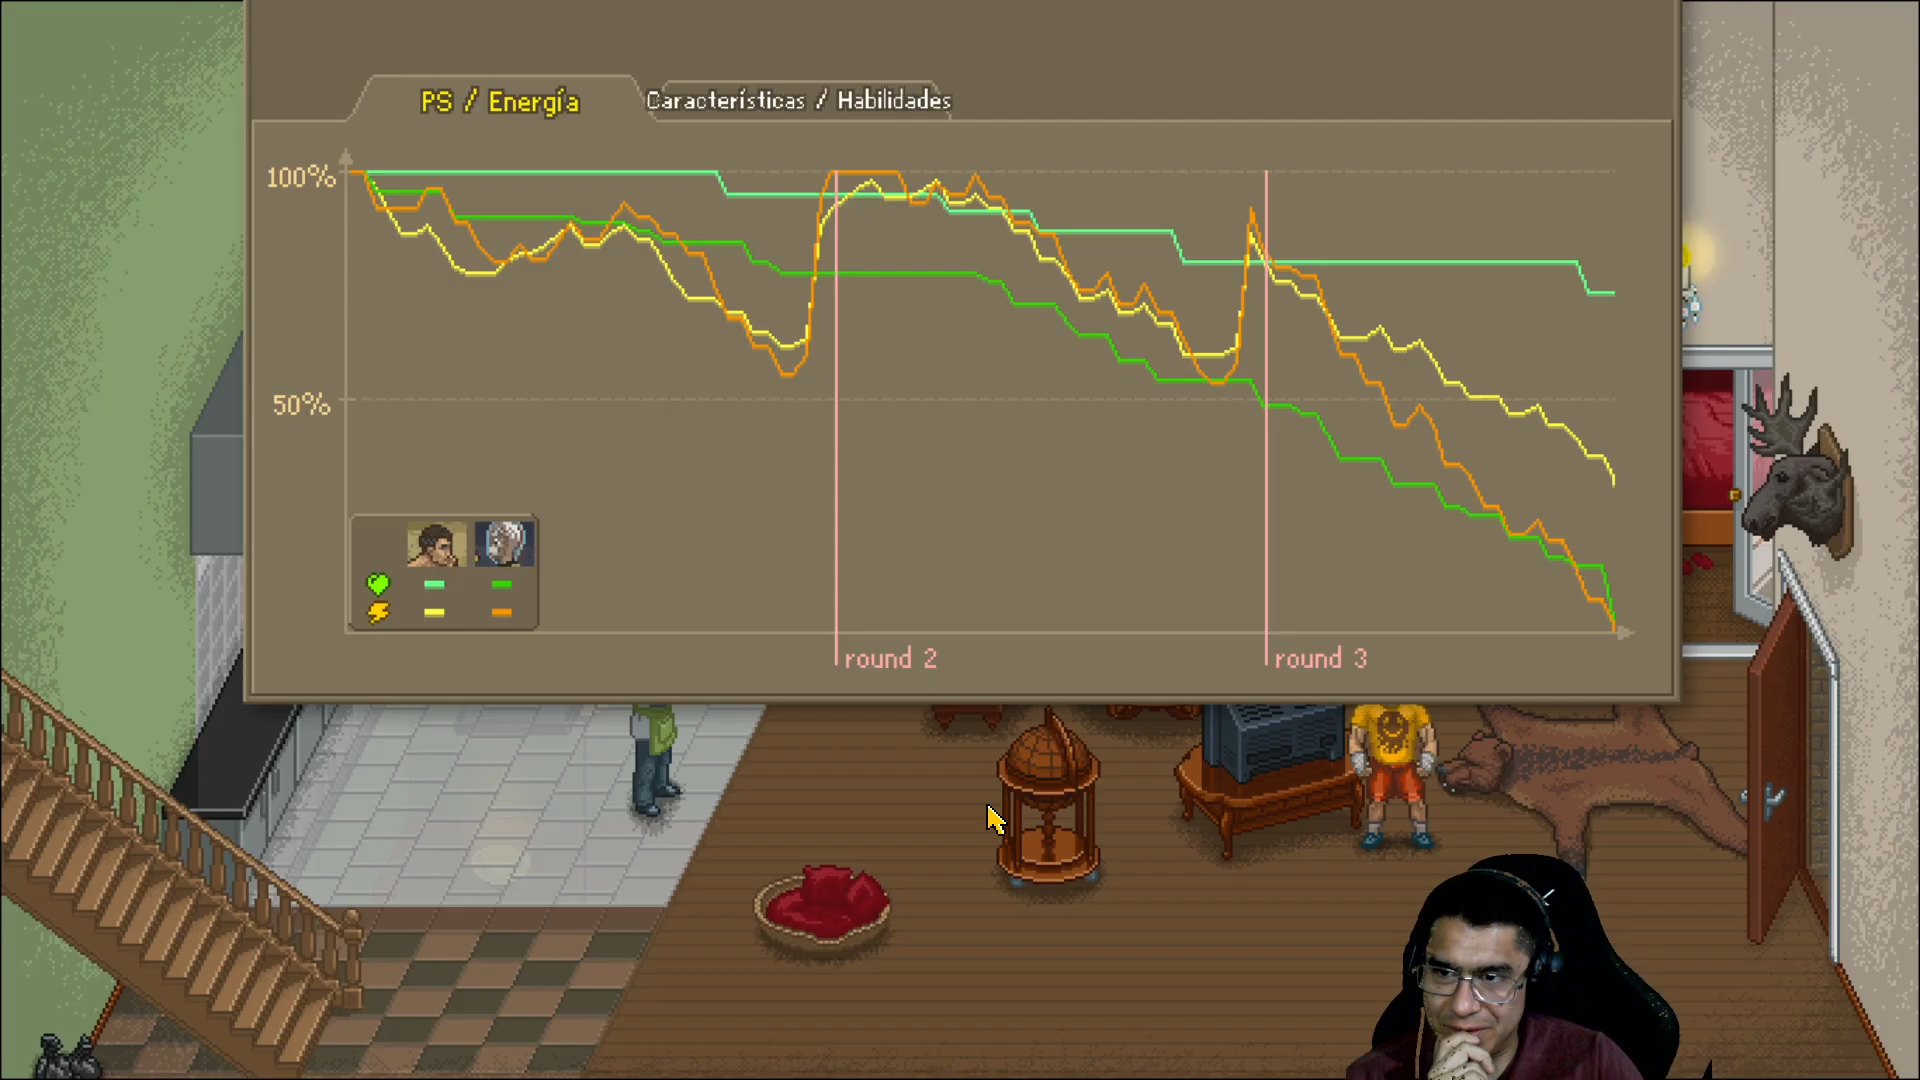 PS / Energía
Características / Habilidades
100%
50%
round 2
round 3